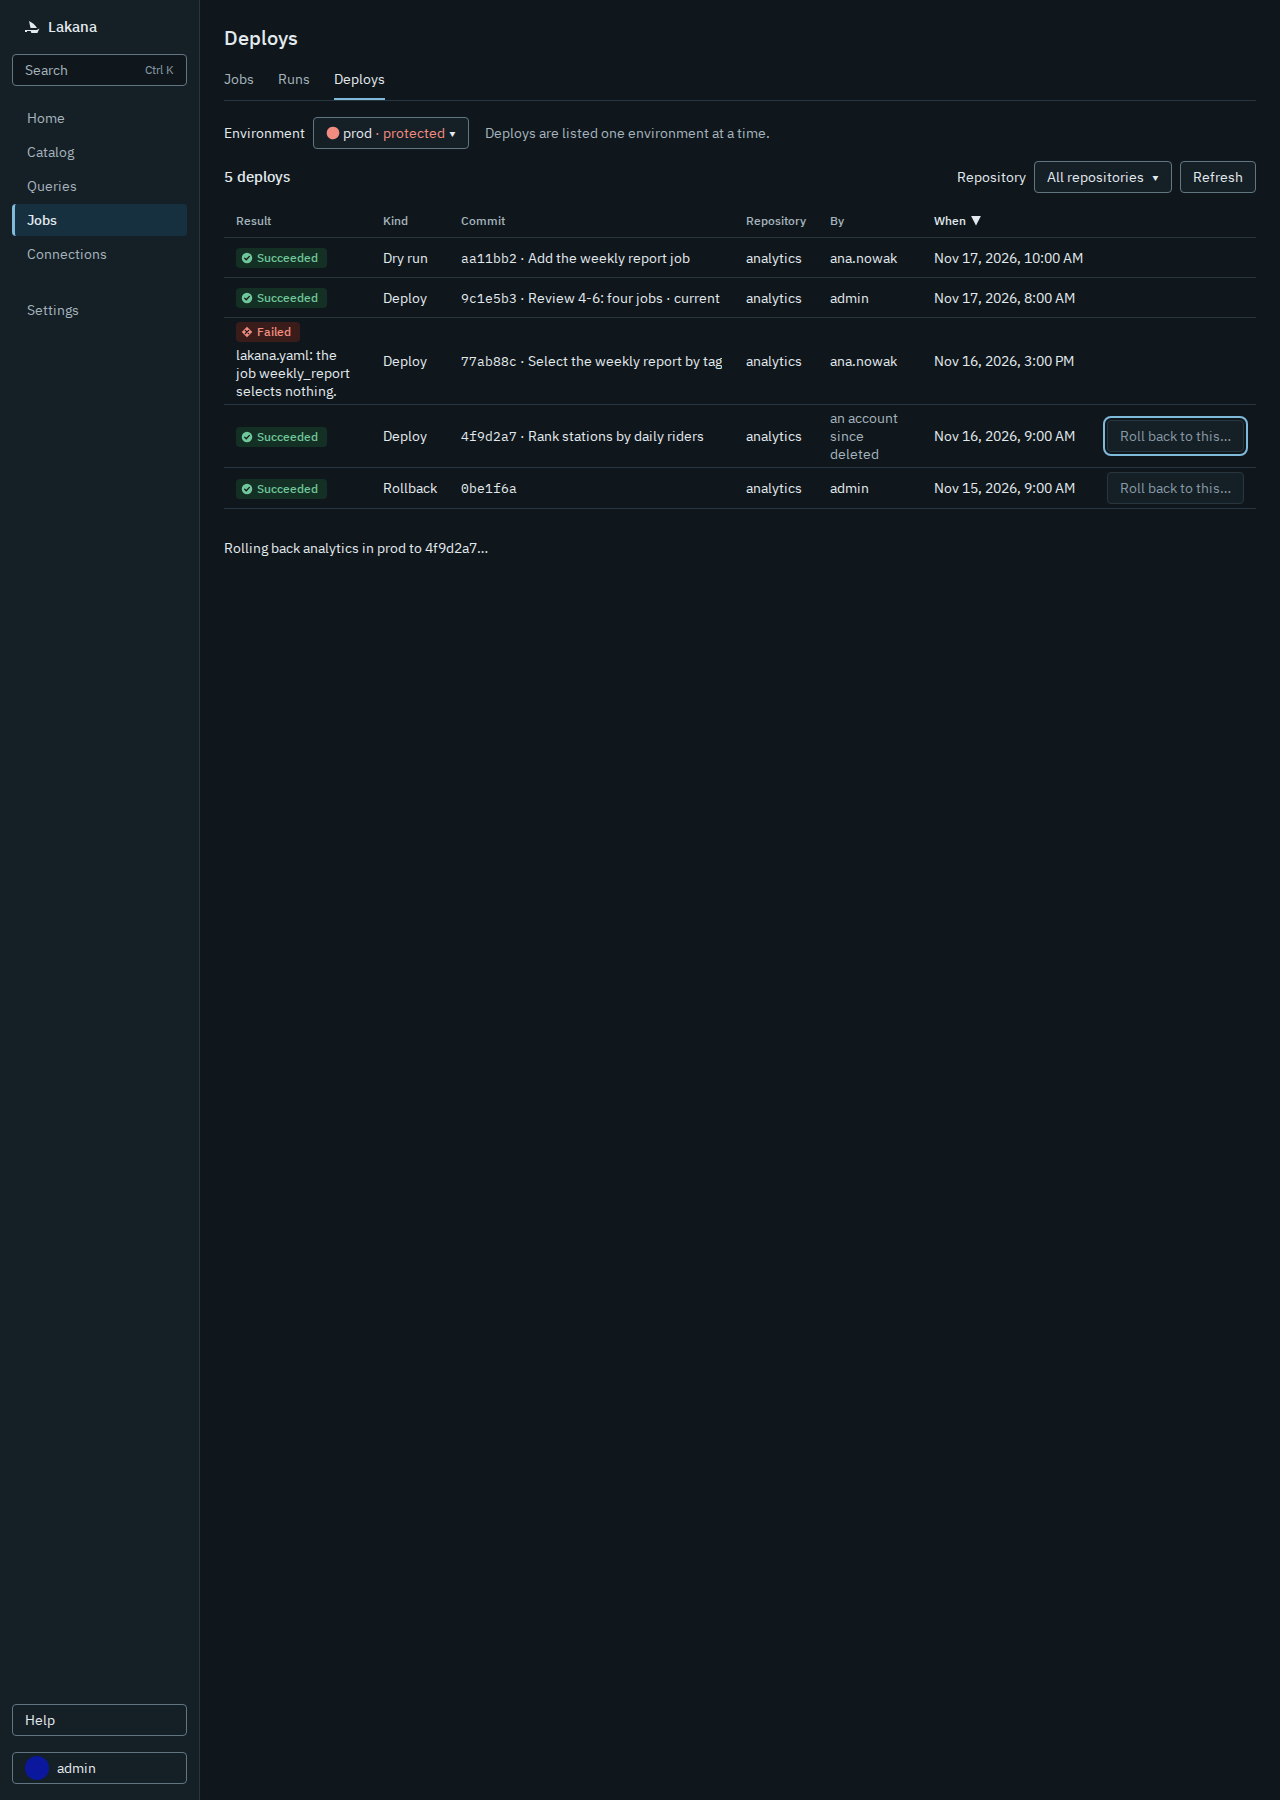 Lakana
Search Ctrl K
Home
Catalog
Queries
Jobs
Connections
Settings
Help
admin
Deploys
Jobs Runs Deploys
Environment prod · protected Deploys are listed one environment at a time.
5 deploys Repository All repositories Refresh
Result Kind Commit Repository By When
Succeeded Dry run aa11bb2 · Add the weekly report job analytics ana.nowak Nov 17, 2026, 10:00 AM
Succeeded Deploy 9c1e5b3 · Review 4-6: four jobs · current analytics admin Nov 17, 2026, 8:00 AM
Failed
lakana.yaml: the
job weekly_report
selects nothing.
Deploy 77ab88c · Select the weekly report by tag analytics ana.nowak Nov 16, 2026, 3:00 PM
Succeeded Deploy 4f9d2a7 · Rank stations by daily riders analytics
an account
since
deleted
Nov 16, 2026, 9:00 AM Roll back to this...
Succeeded Rollback 0be1f6a analytics admin Nov 15, 2026, 9:00 AM Roll back to this...
Rolling back analytics in prod to 4f9d2a7...